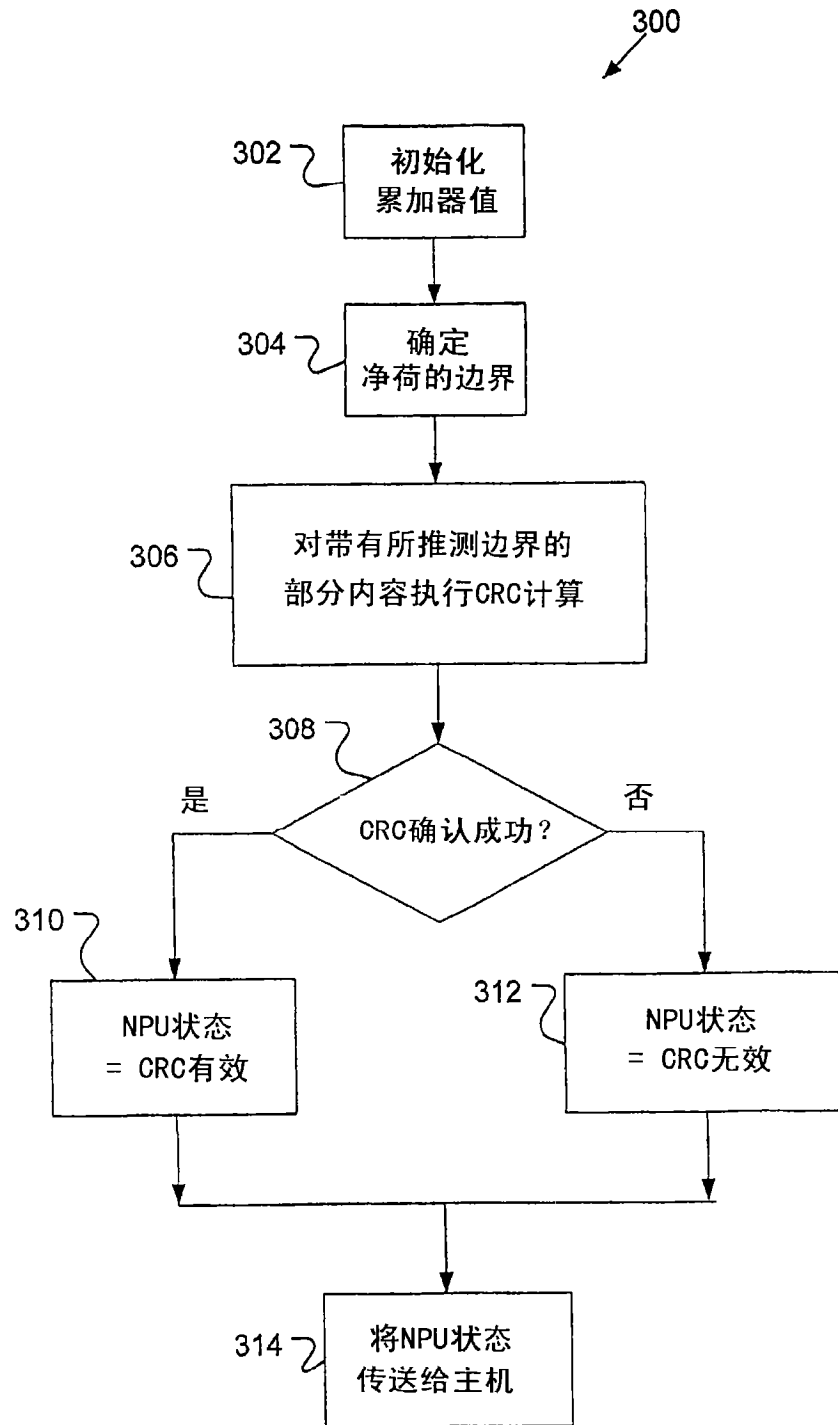 300
302
初始化
累加器值
304
确定
净荷的边界
306
对带有所推测边界的
部分内容执行CRC计算
308
CRC确认成功?
是
否
310
NPU状态
= CRC有效
312
NPU状态
= CRC无效
314
将NPU状态
传送给主机